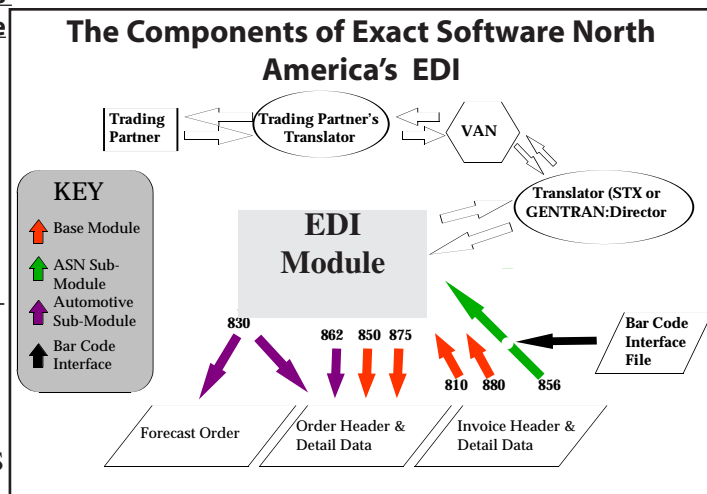 The Components of Exact Software North
America's EDI
Trading
Partner
Trading Partner's
Translator
VAN
Translator (STX or
GENTRAN:Director
KEY
Base Module
ASN Sub-
Module
Automotive
Sub-Module
Bar Code
Interface
EDI
Module
830
862
850
875
810
880
856
Bar Code
Interface
File
Forecast Order
Order Header &
Detail Data
Invoice Header &
Detail Data